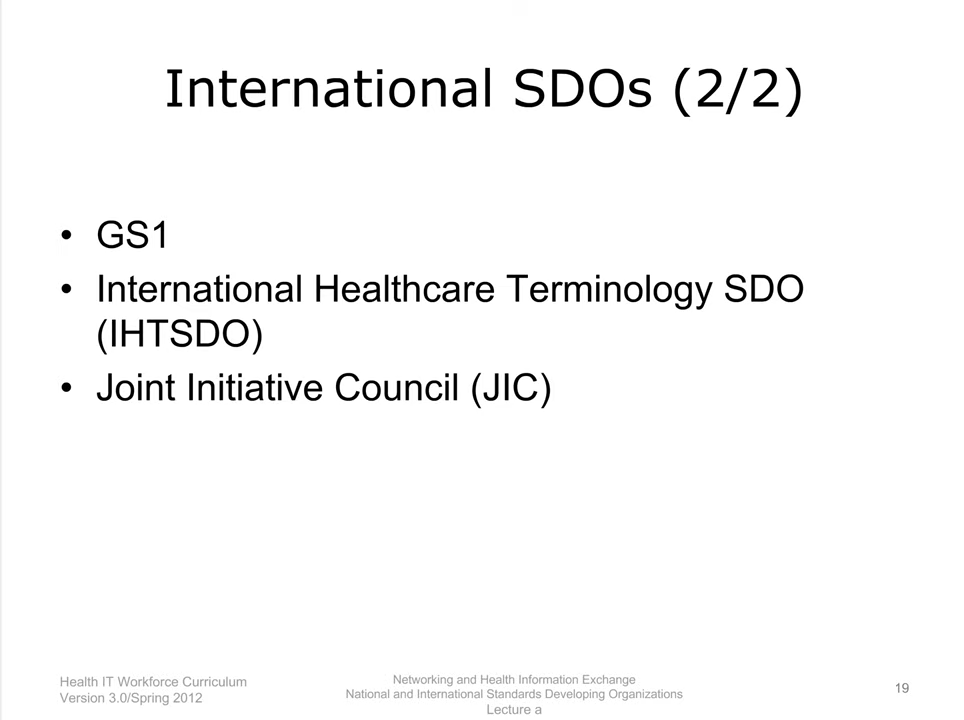 International SDOs (2/2)
• GS1
• International Healthcare Terminology SDO
(IHTSDO)
• Joint Initiative Council (JIC)
Health IT Workforce Curriculum
Version 3.0/Spring 2012
Networking and Health Information Exchange
National and International Standards Developing Organizations
Lecture a
19